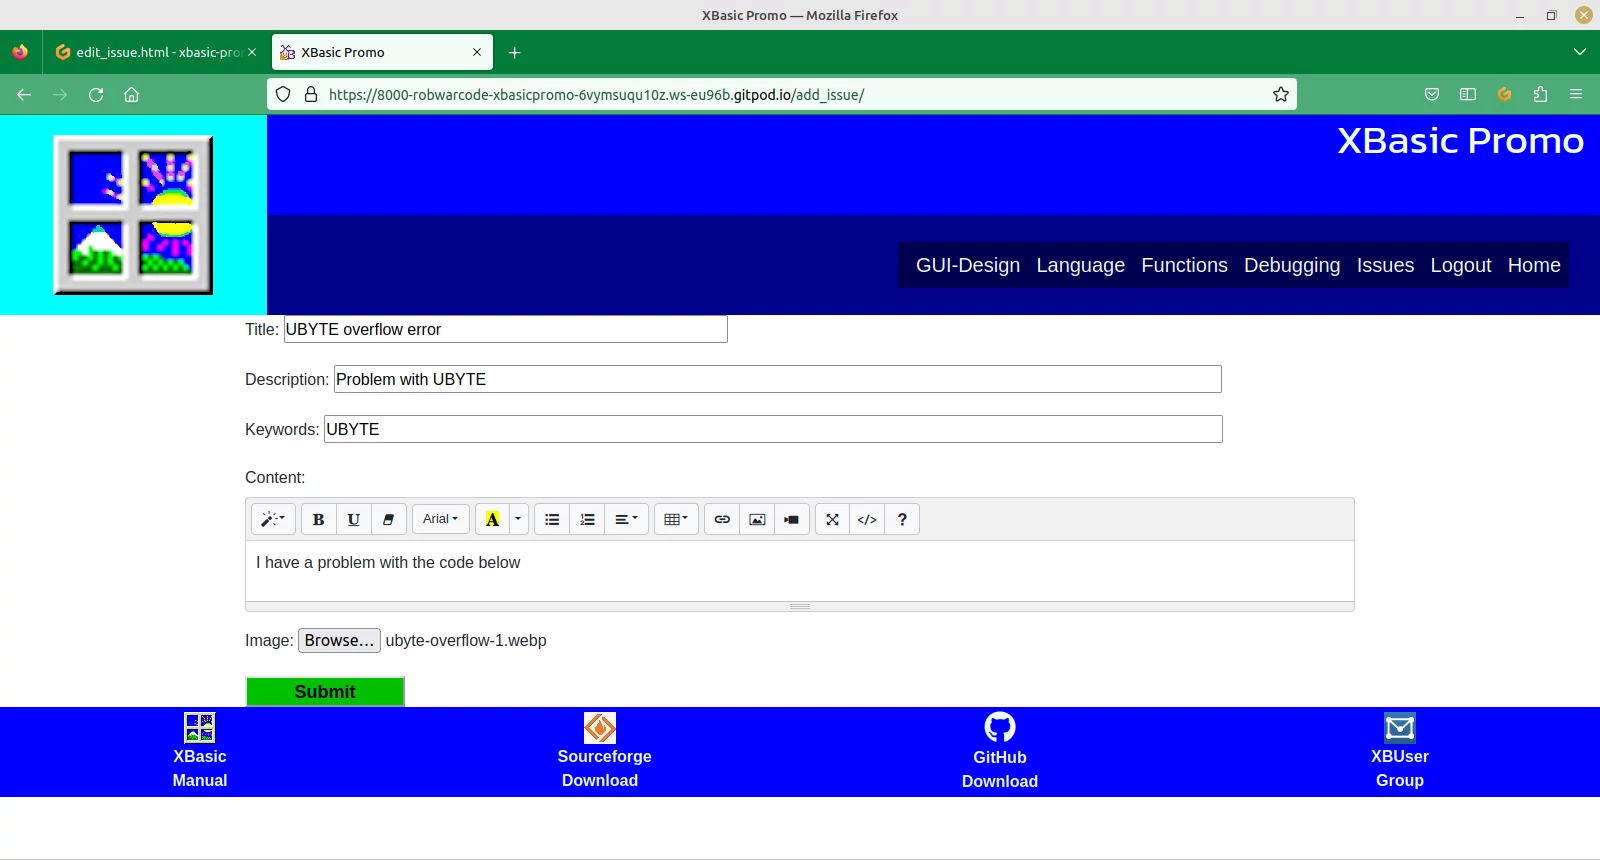 XBasic Promo — Mozilla Firefox
edit_issue.html - xbasic-pro
XBasic Promo
https://8000-robwarcode-xbasicpromo-6vymsuqu10z.ws-eu96b.gitpod.io/add_issue/
XBasic Promo
GUI-Design Language Functions Debugging Issues Logout Home
Title: UBYTE overflow error
Description: Problem with UBYTE
Keywords: UBYTE
Content:
B U Arial A </> ?
I have a problem with the code below
Image: Browse... ubyte-overflow-1.webp
Submit
XBasic
Manual
Sourceforge
Download
GitHub
Download
XBUser
Group